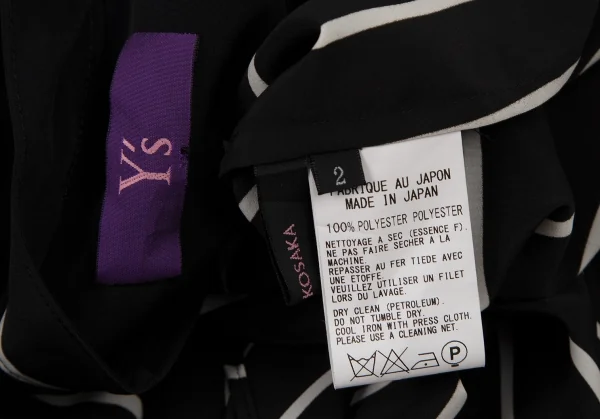 Y's
KOSAKA
2
FABRIQUE AU JAPON
MADE IN JAPAN
100% POLYESTER POLYESTER
NETTOYAGE A SEC (ESSENCE F).
NE PAS FAIRE SECHER A LA
MACHINE.
REPASSER AU FER TIEDE AVEC
UNE ETOFFE.
VEUILLEZ UTILISER UN FILET
LORS DU LAVAGE.
DRY CLEAN (PETROLEUM).
DO NOT TUMBLE DRY.
COOL IRON WITH PRESS CLOTH.
PLEASE USE A CLEANING NET.
P